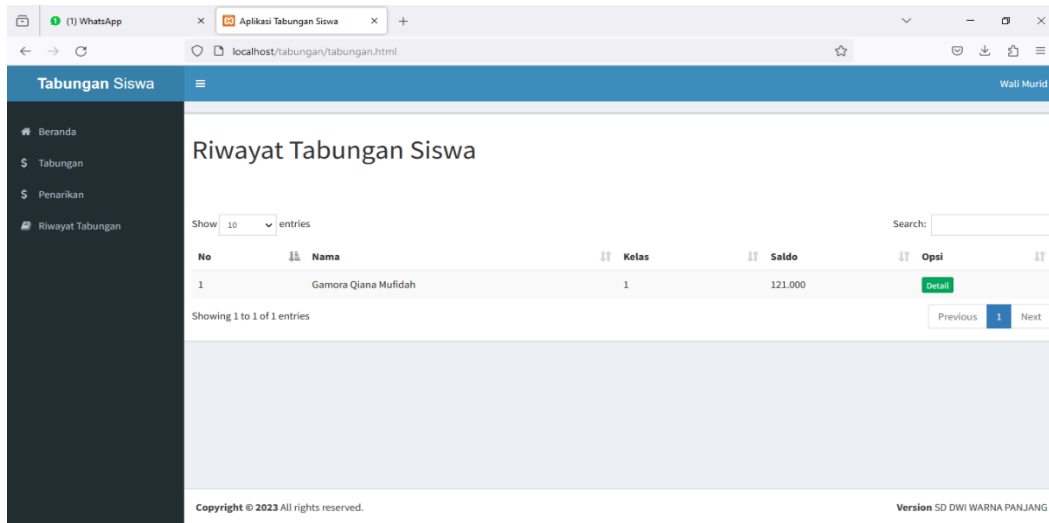 (1) WhatsApp
Aplikasi Tabungan Siswa
localhost/tabungan/tabungan.html
Tabungan Siswa
Wali Murid
Beranda
Tabungan
Penarikan
Riwayat Tabungan
Riwayat Tabungan Siswa
Show 10 entries Search:
No Nama Kelas Saldo Opsi
1 Gamora Qiana Mufidah 1 121.000 Detail
Showing 1 to 1 of 1 entries Previous 1 Next
Copyright © 2023 All rights reserved. Version SD DWI WARNA PANJANG